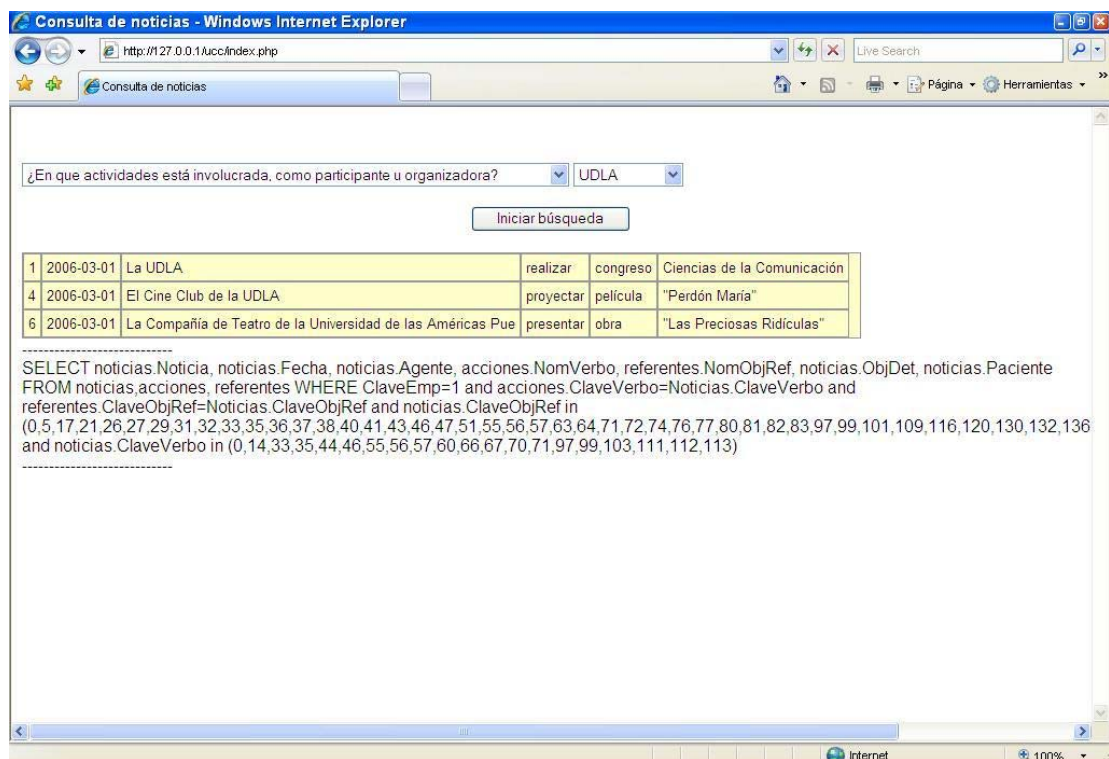 Consulta de noticias - Windows Internet Explorer
http://127.0.0.1/ucc/index.php
Live Search
Consulta de noticias
Página
Herramientas
¿En que actividades está involucrada, como participante u organizadora?
UDLA
Iniciar búsqueda
1 2006-03-01 La UDLA realizar congreso Ciencias de la Comunicación
4 2006-03-01 El Cine Club de la UDLA proyectar película "Perdón María"
6 2006-03-01 La Compañía de Teatro de la Universidad de las Américas Pue presentar obra "Las Preciosas Ridículas"
----------------------------
SELECT noticias.Noticia, noticias.Fecha, noticias.Agente, acciones.NomVerbo, referentes.NomObjRef, noticias.ObjDet, noticias.Paciente
FROM noticias,acciones, referentes WHERE ClaveEmp=1 and acciones.ClaveVerbo=Noticias.ClaveVerbo and
referentes.ClaveObjRef=Noticias.ClaveObjRef and noticias.ClaveObjRef in
(0,5,17,21,26,27,29,31,32,33,35,36,37,38,40,41,43,46,47,51,55,56,57,63,64,71,72,74,76,77,80,81,82,83,97,99,101,109,116,120,130,132,136
and noticias.ClaveVerbo in (0,14,33,35,44,46,55,56,57,60,66,67,70,71,97,99,103,111,112,113)
----------------------------
Internet
100%